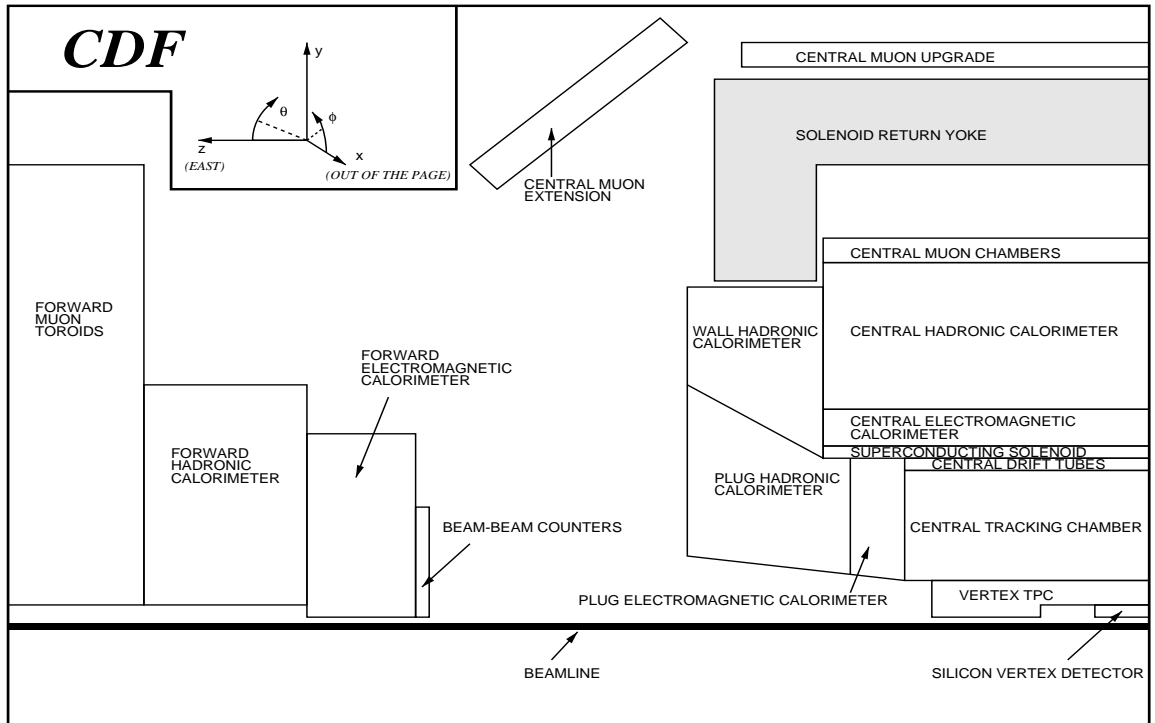 CDF
y
θ
φ
z
x
(EAST)
(OUT OF THE PAGE)
CENTRAL MUON UPGRADE
SOLENOID RETURN YOKE
CENTRAL MUON
EXTENSION
CENTRAL MUON CHAMBERS
FORWARD
MUON
TOROIDS
WALL HADRONIC
CALORIMETER
CENTRAL HADRONIC CALORIMETER
FORWARD
ELECTROMAGNETIC
CALORIMETER
CENTRAL ELECTROMAGNETIC
CALORIMETER
SUPERCONDUCTING SOLENOID
CENTRAL DRIFT TUBES
FORWARD
HADRONIC
CALORIMETER
PLUG HADRONIC
CALORIMETER
BEAM-BEAM COUNTERS
CENTRAL TRACKING CHAMBER
PLUG ELECTROMAGNETIC CALORIMETER
VERTEX TPC
BEAMLINE
SILICON VERTEX DETECTOR